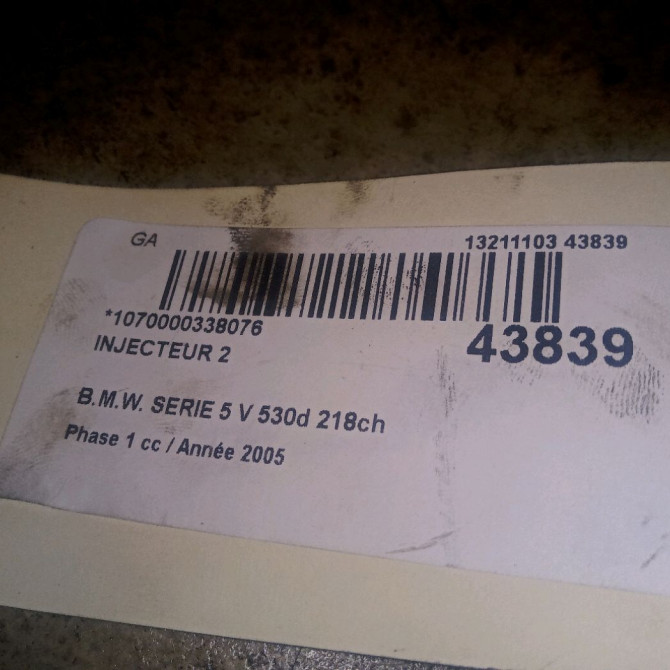 GA
13211103 43839
*1070000338076
43839
INJECTEUR 2
B.M.W. SERIE 5 V 530d 218ch
Phase 1 cc / Année 2005